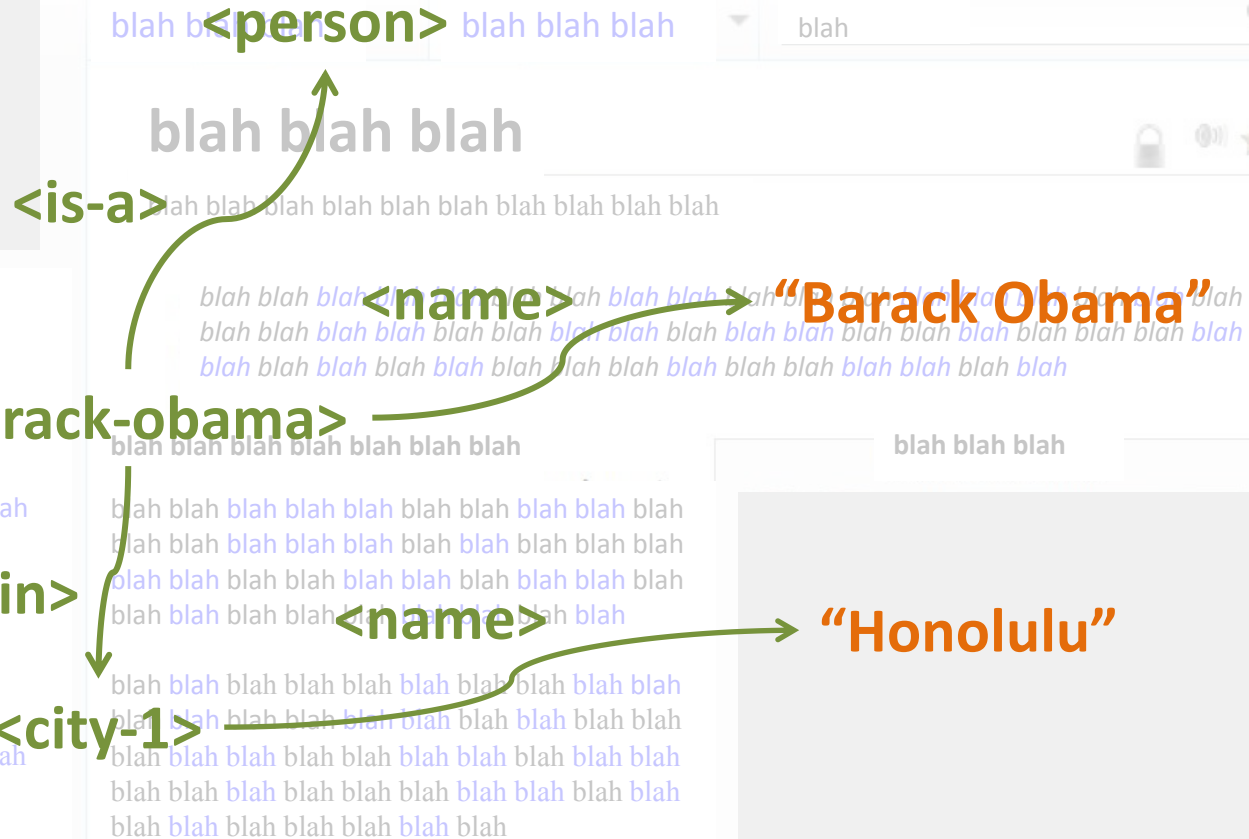 blah blah blah
blah blah blah
blah
<person>
blah blah blah
<is-a>
blah blah blah blah blah blah blah blah blah blah
blah blah blah blah blah blah blah blah blah blah blah blah
<name>
“Barack Obama”
blah blah blah blah blah blah blah blah blah blah blah blah blah blah blah blah blah blah
blah blah blah blah blah blah blah blah blah blah blah blah blah blah blah
rack-obama>
blah blah blah blah blah blah blah
blah blah blah
ah
blah blah blah blah blah blah blah blah blah blah
blah blah blah blah blah blah blah blah blah blah
in>
blah blah blah blah blah blah blah blah blah blah
blah blah blah blah blah blah blah blah blah
<name>
“Honolulu”
blah blah blah blah blah blah blah blah blah blah
<city-1>
blah blah blah blah blah blah blah blah blah blah
ah
blah blah blah blah blah blah blah blah blah blah
blah blah blah blah blah blah blah blah blah blah
blah blah blah blah blah blah blah